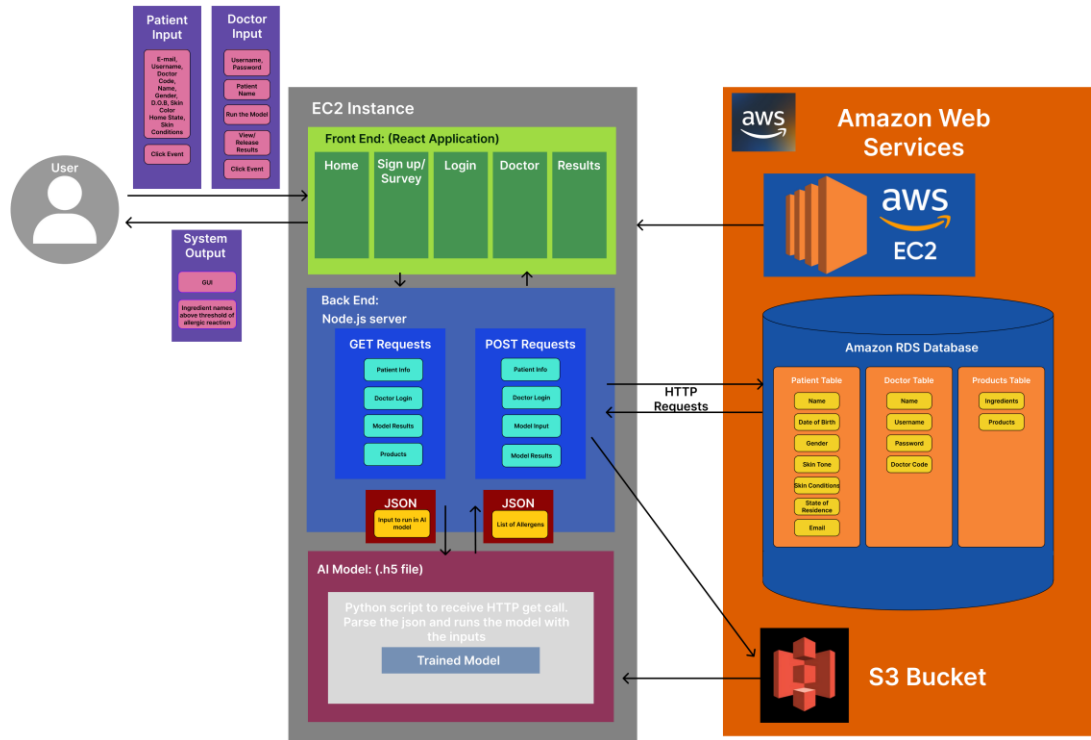 Patient
Input
E-mail,
Username,
Doctor
Code,
Name,
Gender,
D.O.B, Skin
Color
Home State,
Skin
Conditions
Click Event
Doctor
Input
Username,
Password
Patient
Name
Run the Model
View/
Release
Results
Click Event
User
System
Output
GUI
Ingredient names
above threshold of
allergic reaction
EC2 Instance
Front End: (React Application)
Home
Sign up/
Survey
Login
Doctor
Results
Back End:
Node.js server
GET Requests
Patient Info
Doctor Login
Model Results
Products
POST Requests
Patient Info
Doctor Login
Model Input
Model Results
JSON
Input to run in AI
model
JSON
List of Allergens
AI Model: (.h5 file)
Python script to receive HTTP get call.
Parse the json and runs the model with
the inputs
Trained Model
HTTP
Requests
aws
Amazon Web
Services
aws
EC2
Amazon RDS Database
Patient Table
Name
Date of Birth
Gender
Skin Tone
Skin Conditions
State of
Residence
Email
Doctor Table
Name
Username
Password
Doctor Code
Products Table
Ingredients
Products
S3 Bucket